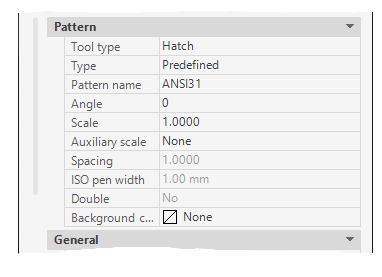 Pattern
Tool type Hatch
Type Predefined
Pattern name ANSI31
Angle 0
Scale 1.0000
Auxiliary scale None
Spacing 1.0000
ISO pen width 1.00 mm
Double No
Background c... None
General